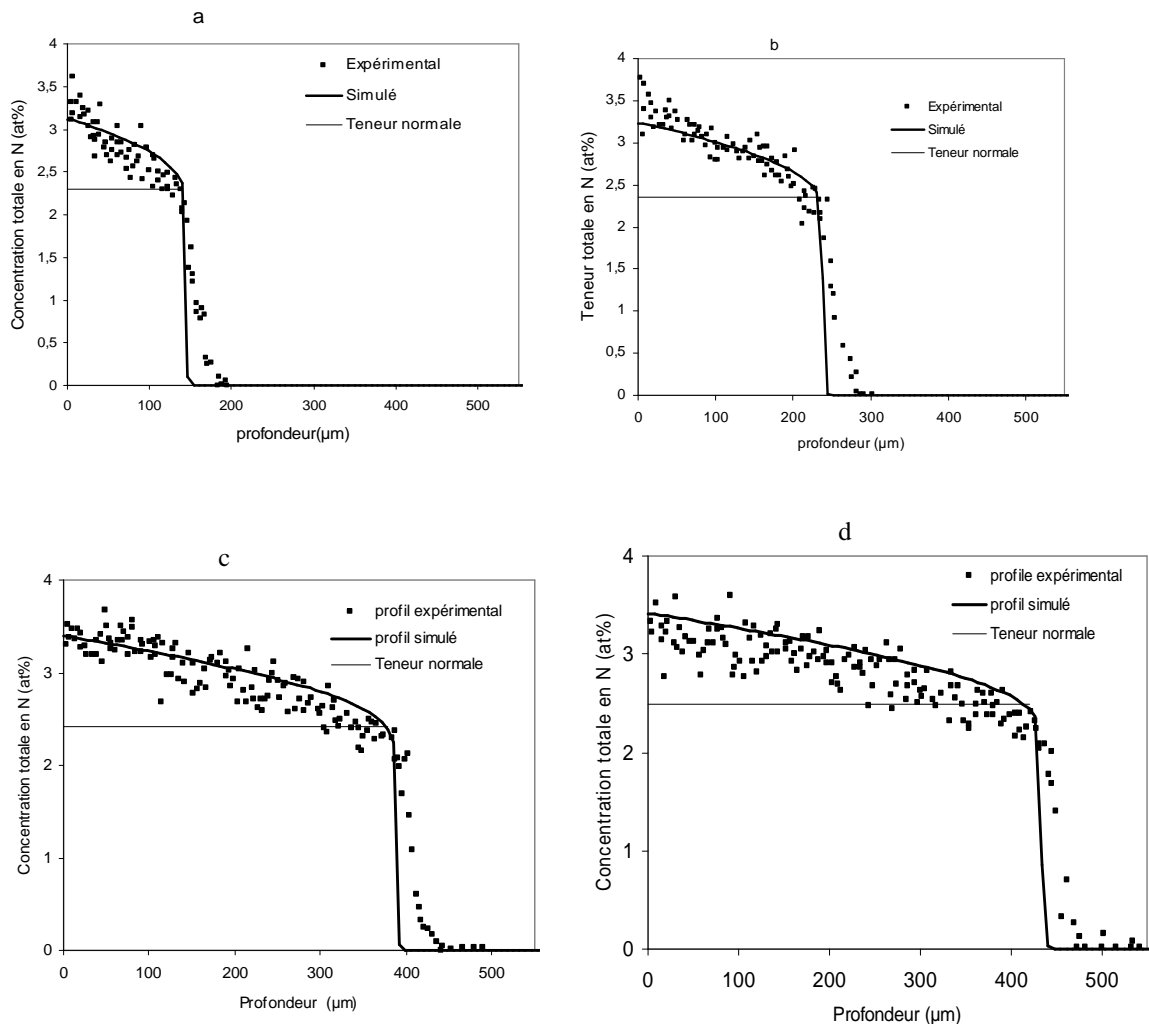 a
Concentration totale en N (at%)
4
3,5
3
2,5
2
1,5
1
0,5
0
Expérimental
Simulé
Teneur normale
0 100 200 300 400 500
profondeur(µm)
b
Teneur totale en N (at%)
4
3,5
3
2,5
2
1,5
1
0,5
0
Expérimental
Simulé
Teneur normale
0 100 200 300 400 500
profondeur (µm)
c
Concentration totale en N (at%)
4
3
2
1
0
profil expérimental
profil simulé
Teneur normale
0 100 200 300 400 500
Profondeur (µm)
d
Concentration totale en N (at%)
4
3
2
1
0
profile expérimental
profil simulé
Teneur normale
0 100 200 300 400 500
Profondeur (µm)